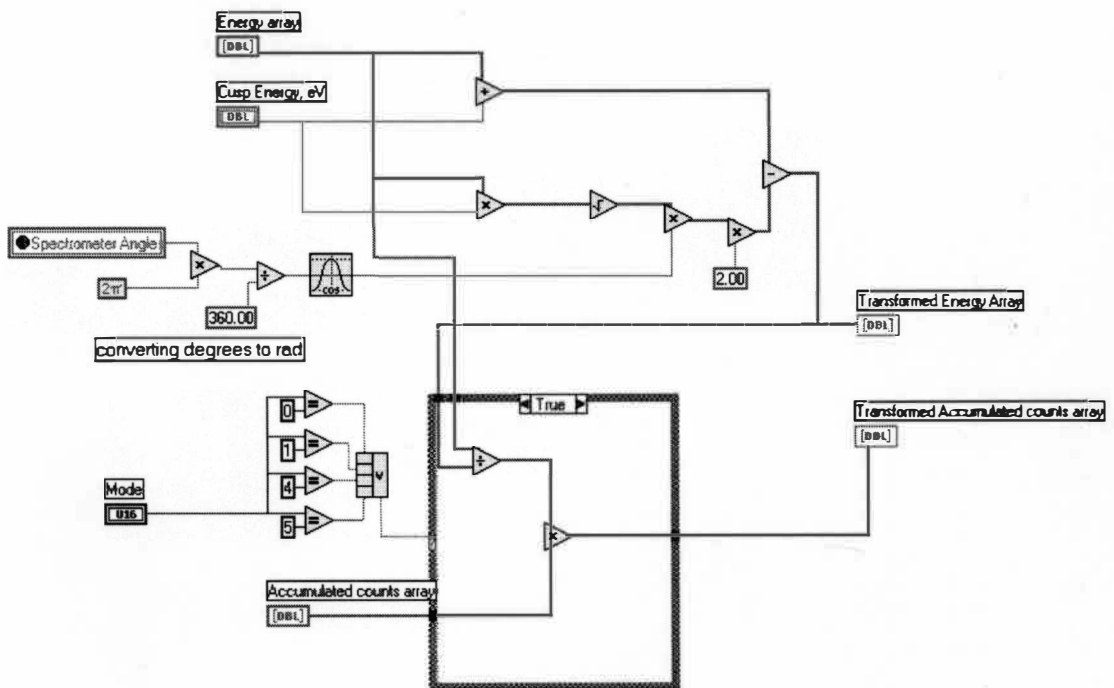 Energy array
[DBL]
Cusp Energy, eV
DBL
+
×
√
×
×
-
2.00
Spectrometer Angle
×
2π
÷
360.00
cos
converting degrees to rad
Transformed Energy Array
[DBL]
True
Transformed Accumulated counts array
[DBL]
0
=
1
=
4
=
5
=
v
÷
×
Mode
U16
Accumulated counts array
[DBL]